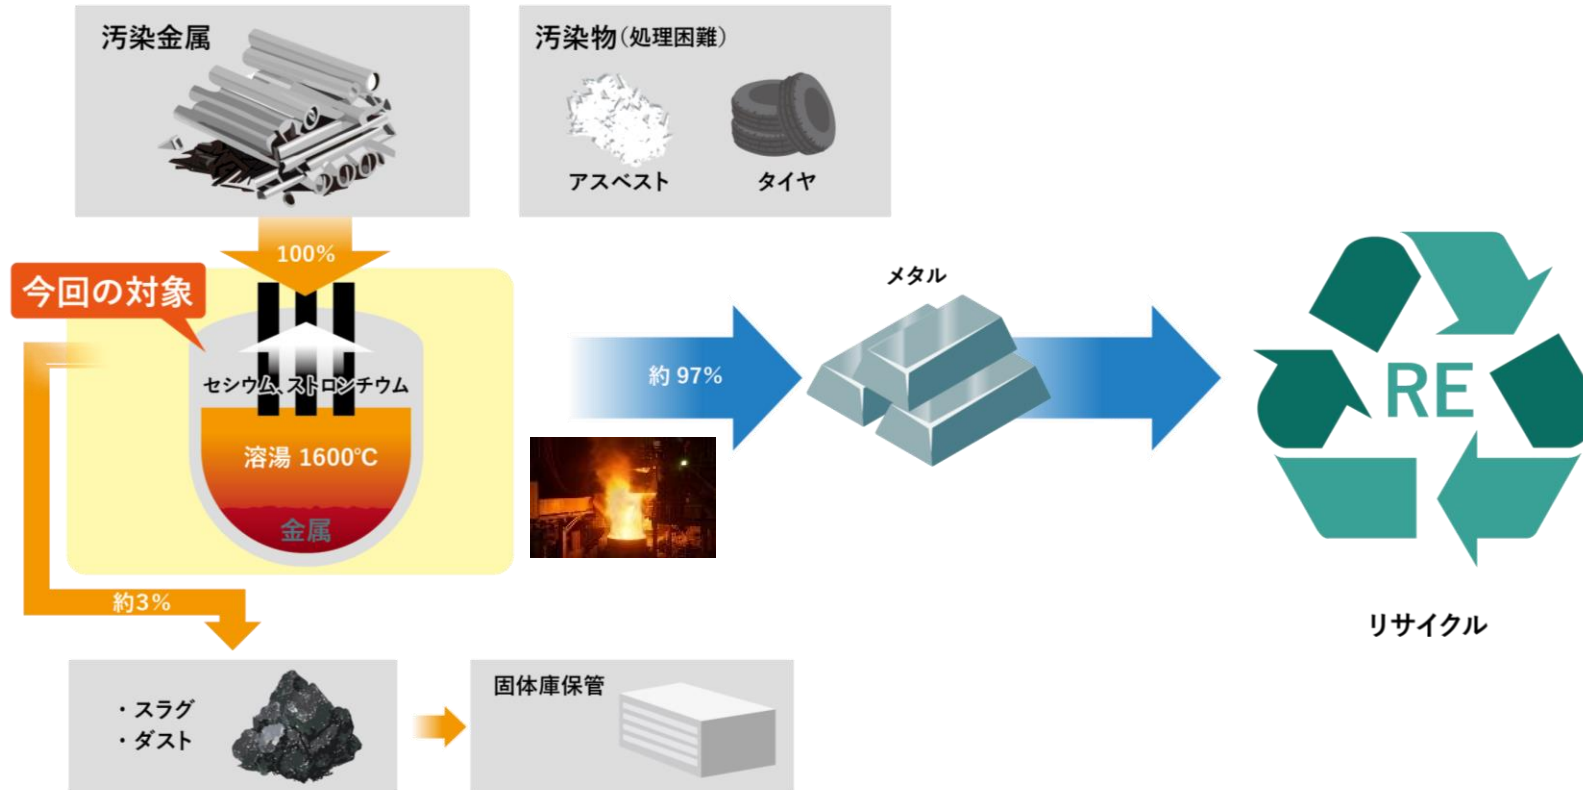 汚染金属
汚染物(処理困難)
アスベスト
タイヤ
100%
今回の対象
セシウム、ストロンチウム
溶湯 1600℃
金属
約 97%
メタル
RE
リサイクル
約3%
・スラグ
・ダスト
固体庫保管